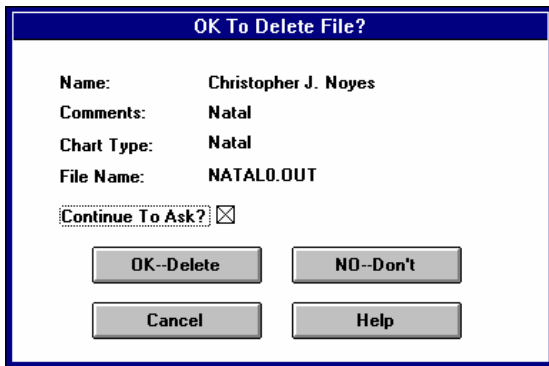 OK To Delete File?
Name: Christopher J. Noyes
Comments: Natal
Chart Type: Natal
File Name: NATAL0.OUT
Continue To Ask?
OK--Delete NO--Don't
Cancel Help